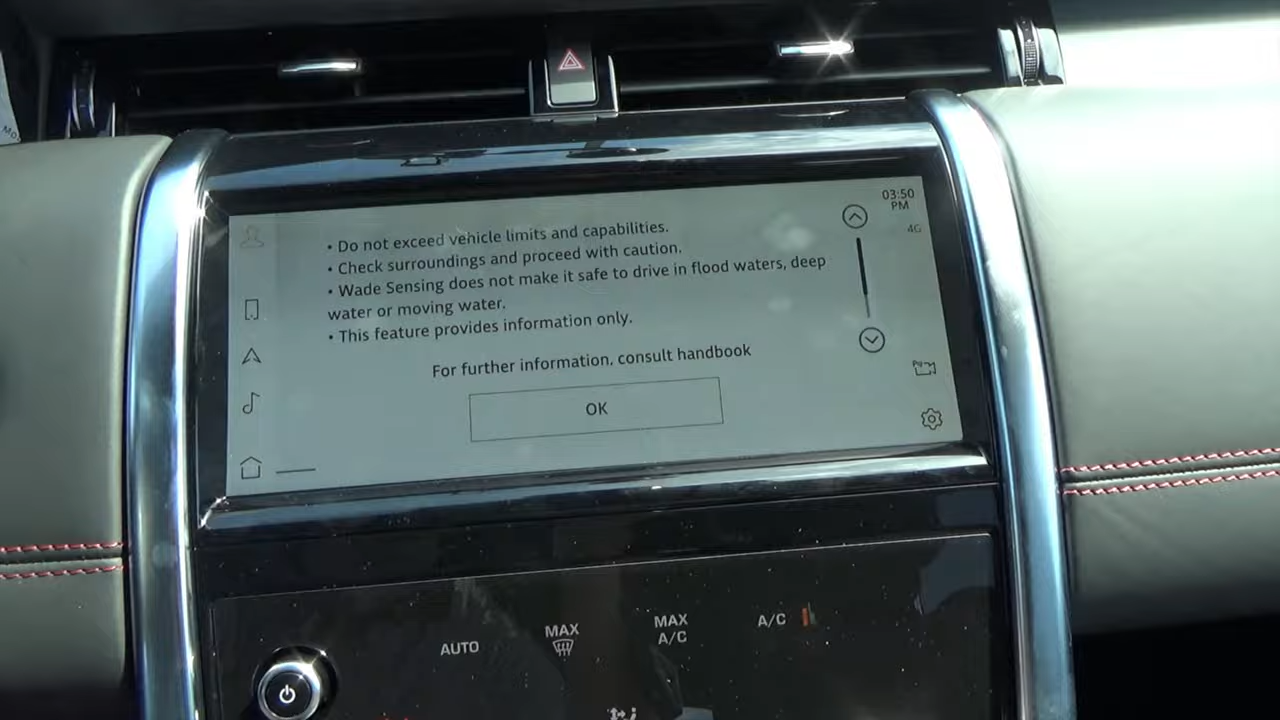 03:50
PM
4G
• Do not exceed vehicle limits and capabilities.
• Check surroundings and proceed with caution.
• Wade Sensing does not make it safe to drive in flood waters, deep
water or moving water.
• This feature provides information only.
For further information, consult handbook
OK
AUTO
MAX
MAX
A/C
A/C